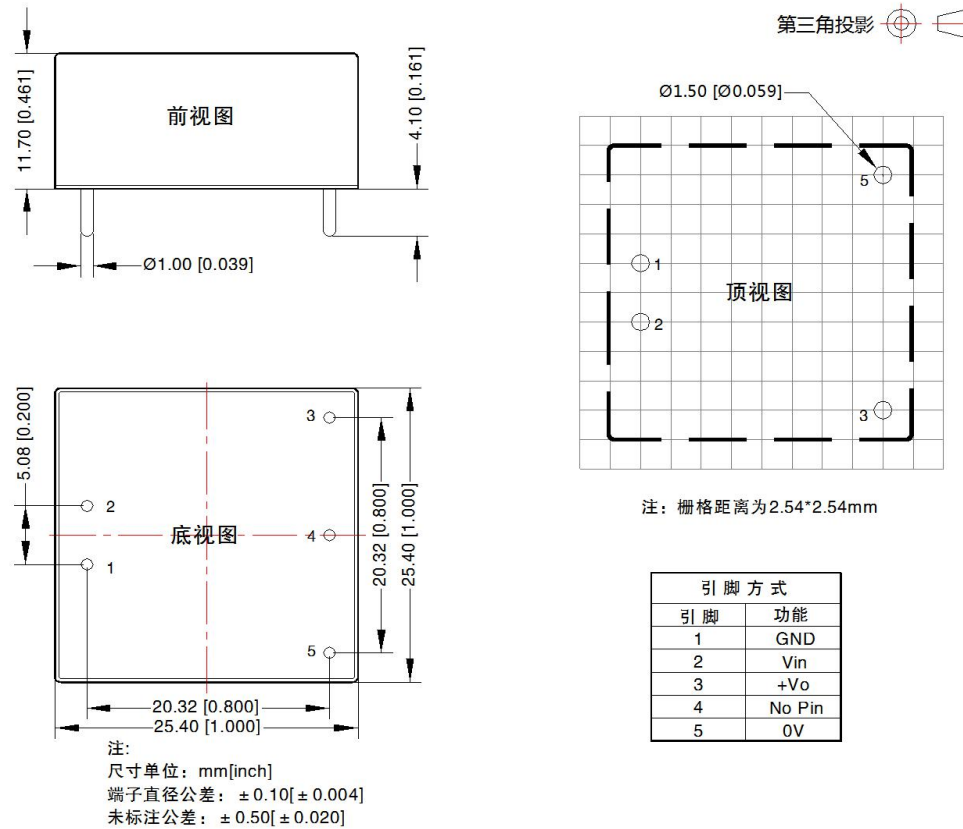 第三角投影
11.70 [0.461]
前视图
4.10 [0.161]
Ø1.00 [0.039]
Ø1.50 [Ø0.059]
5
1
顶视图
2
3
注：栅格距离为2.54*2.54mm
5.08 [0.200]
3
2
底视图
4
1
5
20.32 [0.800]
25.40 [1.000]
20.32 [0.800]
25.40 [1.000]
注:
尺寸单位：mm[inch]
端子直径公差：±0.10[±0.004]
未标注公差：±0.50[±0.020]
引脚方式
引脚 功能
1 GND
2 Vin
3 +Vo
4 No Pin
5 0V